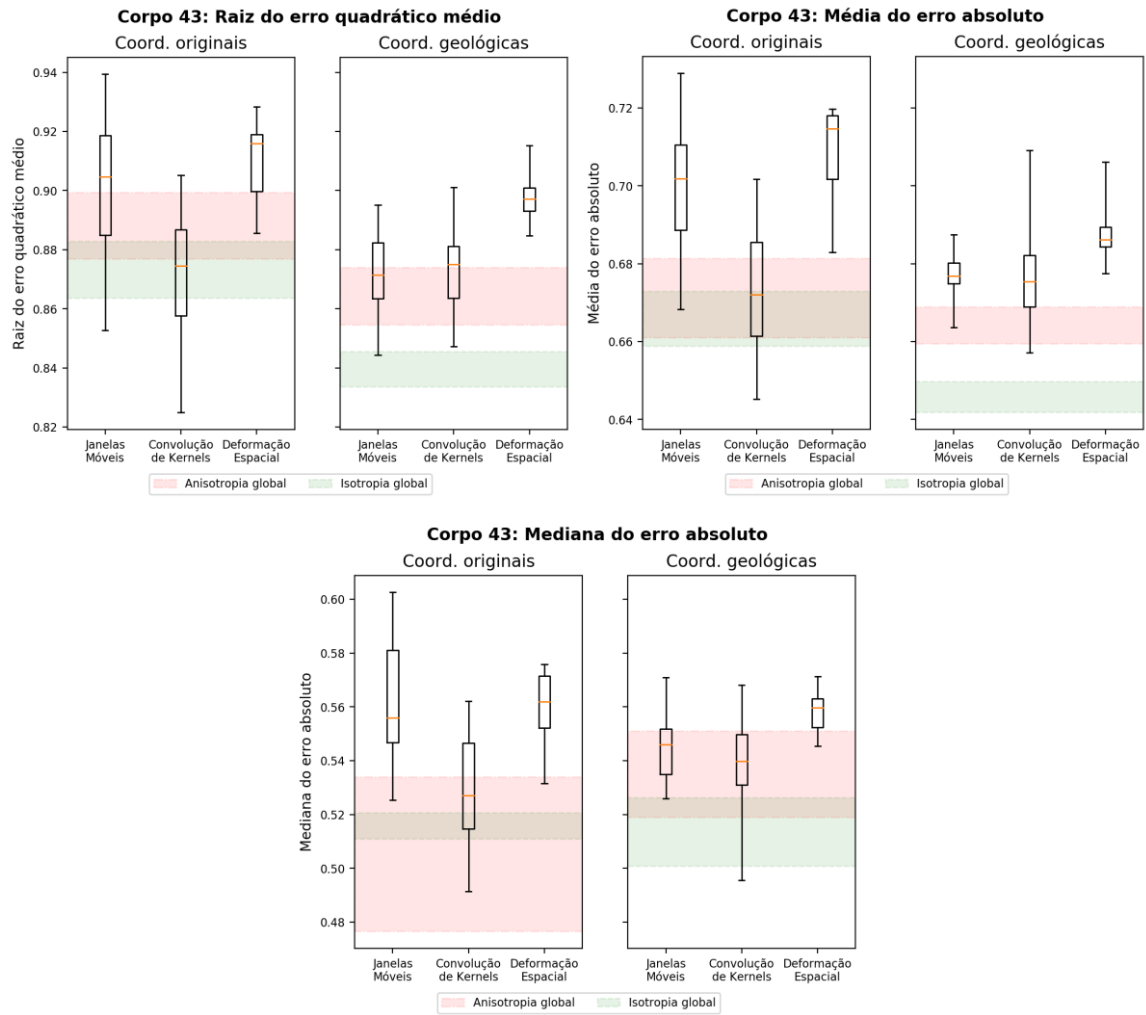 Corpo 43: Raiz do erro quadrático médio
Coord. originais
Coord. geológicas
Raiz do erro quadrático médio
0.94
0.92
0.90
0.88
0.86
0.84
0.82
Janelas
Móveis
Convolução
de Kernels
Deformação
Espacial
Janelas
Móveis
Convolução
de Kernels
Deformação
Espacial
Anisotropia global
Isotropia global
Corpo 43: Média do erro absoluto
Coord. originais
Coord. geológicas
Média do erro absoluto
0.72
0.70
0.68
0.66
0.64
Janelas
Móveis
Convolução
de Kernels
Deformação
Espacial
Janelas
Móveis
Convolução
de Kernels
Deformação
Espacial
Anisotropia global
Isotropia global
Corpo 43: Mediana do erro absoluto
Coord. originais
Coord. geológicas
Mediana do erro absoluto
0.60
0.58
0.56
0.54
0.52
0.50
0.48
Janelas
Móveis
Convolução
de Kernels
Deformação
Espacial
Janelas
Móveis
Convolução
de Kernels
Deformação
Espacial
Anisotropia global
Isotropia global